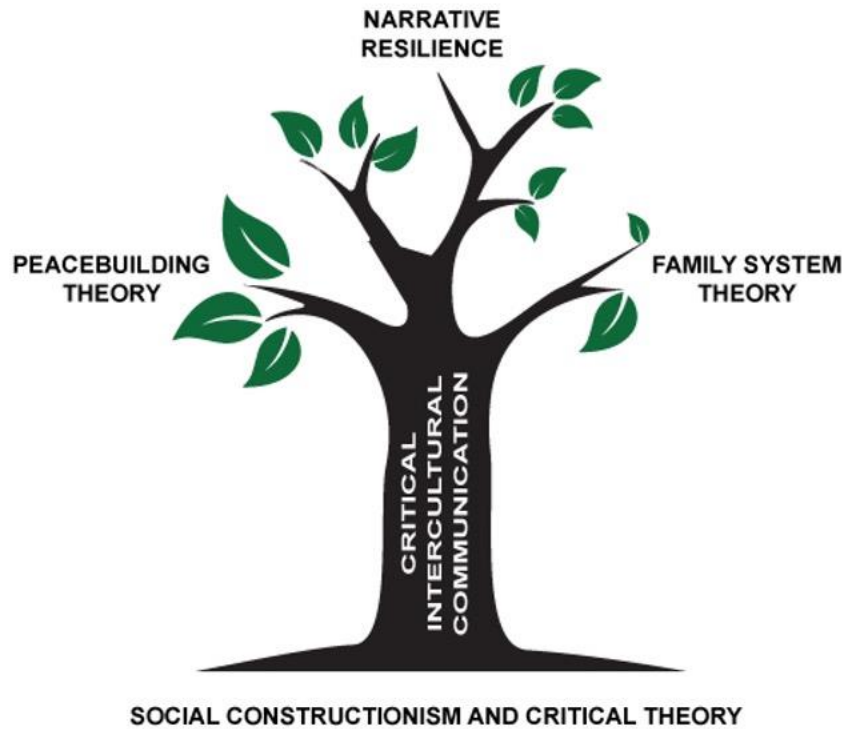 NARRATIVE
RESILIENCE
PEACEBUILDING
THEORY
FAMILY SYSTEM
THEORY
CRITICAL
INTERCULTURAL
COMMUNICATION
SOCIAL CONSTRUCTIONISM AND CRITICAL THEORY